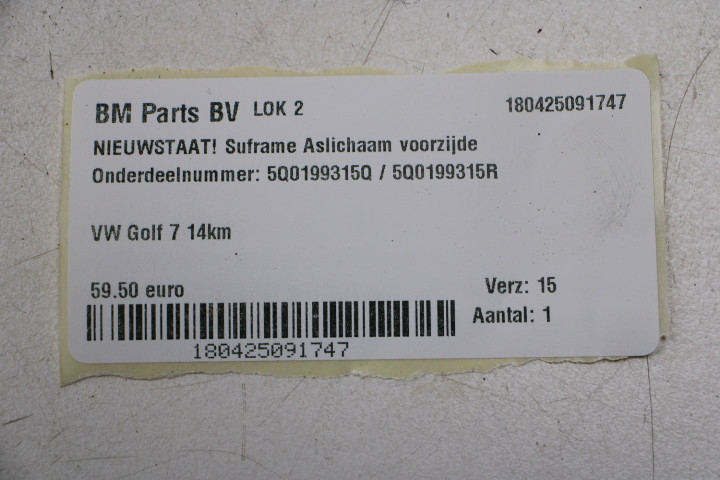 BM Parts BV LOK 2 180425091747
NIEUWSTAAT! Suframe Aslichaam voorzijde
Onderdeelnummer: 5Q0199315Q / 5Q0199315R
VW Golf 7 14km
59.50 euro Verz: 15
Aantal: 1
180425091747